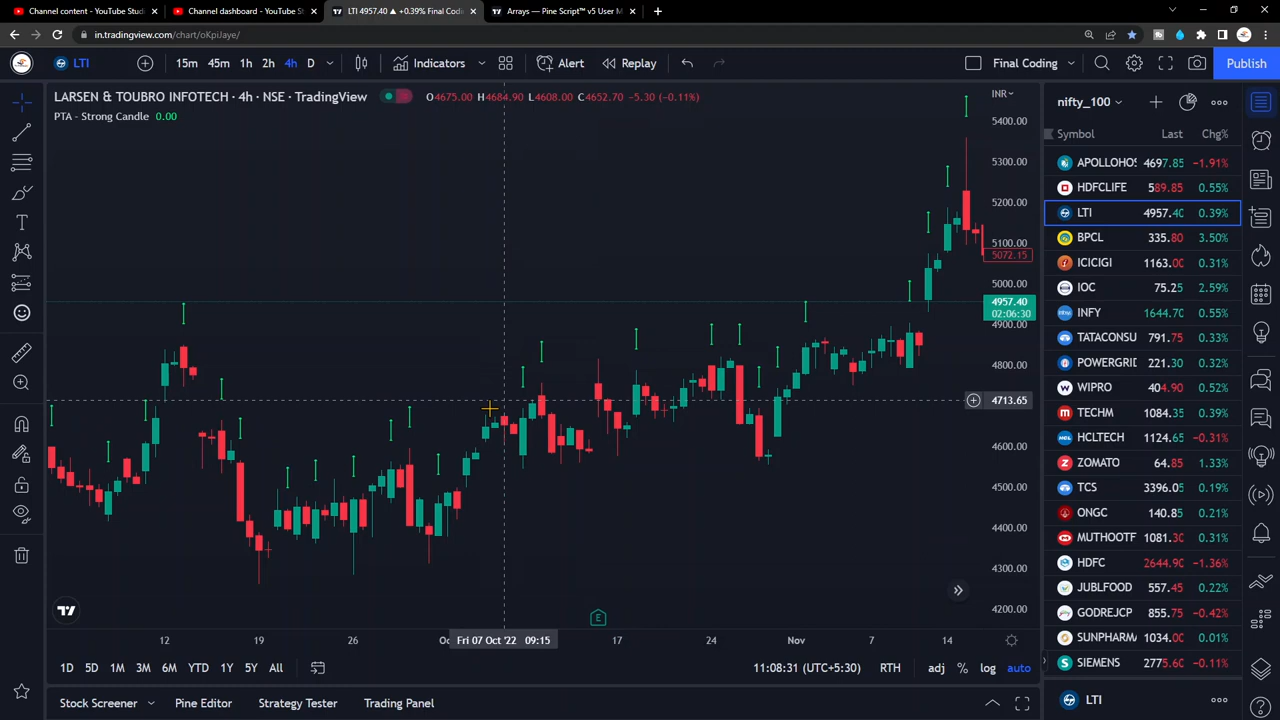 Channel content - YouTube Studi
Channel dashboard - YouTube St
LTI 4957.40 ▲ +0.39% Final Codi
Arrays — Pine Script™ v5 User M
in.tradingview.com/chart/oKpiJaye/
LTI
15m 45m 1h 2h 4h D
Indicators
Alert
Replay
Final Coding
Publish
LARSEN & TOUBRO INFOTECH · 4h · NSE · TradingView
O4675.00 H4684.90 L4608.00 C4652.70 −5.30 (−0.11%)
PTA - Strong Candle 0.00
INR
5400.00
5300.00
5200.00
5100.00
5072.15
5000.00
4957.40
02:06:30
4900.00
4800.00
4713.65
4600.00
4500.00
4400.00
4300.00
4200.00
E
12 19 26 Fri 07 Oct '22 09:15 17 24 Nov 7 14
1D 5D 1M 3M 6M YTD 1Y 5Y All
11:08:31 (UTC+5:30) RTH adj % log auto
Stock Screener
Pine Editor
Strategy Tester
Trading Panel
nifty_100
Symbol Last Chg%
APOLLOHOS 4697.85 −1.91%
HDFCLIFE 589.85 0.55%
LTI 4957.40 0.39%
BPCL 335.80 3.50%
ICICIGI 1163.00 0.31%
IOC 75.25 2.59%
INFY 1644.70 0.55%
TATACONSU 791.75 0.33%
POWERGRID 221.30 0.32%
WIPRO 404.90 0.52%
TECHM 1084.35 0.39%
HCLTECH 1124.65 −0.31%
ZOMATO 64.85 1.33%
TCS 3396.05 0.19%
ONGC 140.85 0.21%
MUTHOOTF 1081.30 0.31%
HDFC 2644.90 −1.36%
JUBLFOOD 557.45 0.22%
GODREJCP 855.75 −0.42%
SUNPHARMA 1034.00 0.01%
SIEMENS 2775.60 −0.11%
LTI